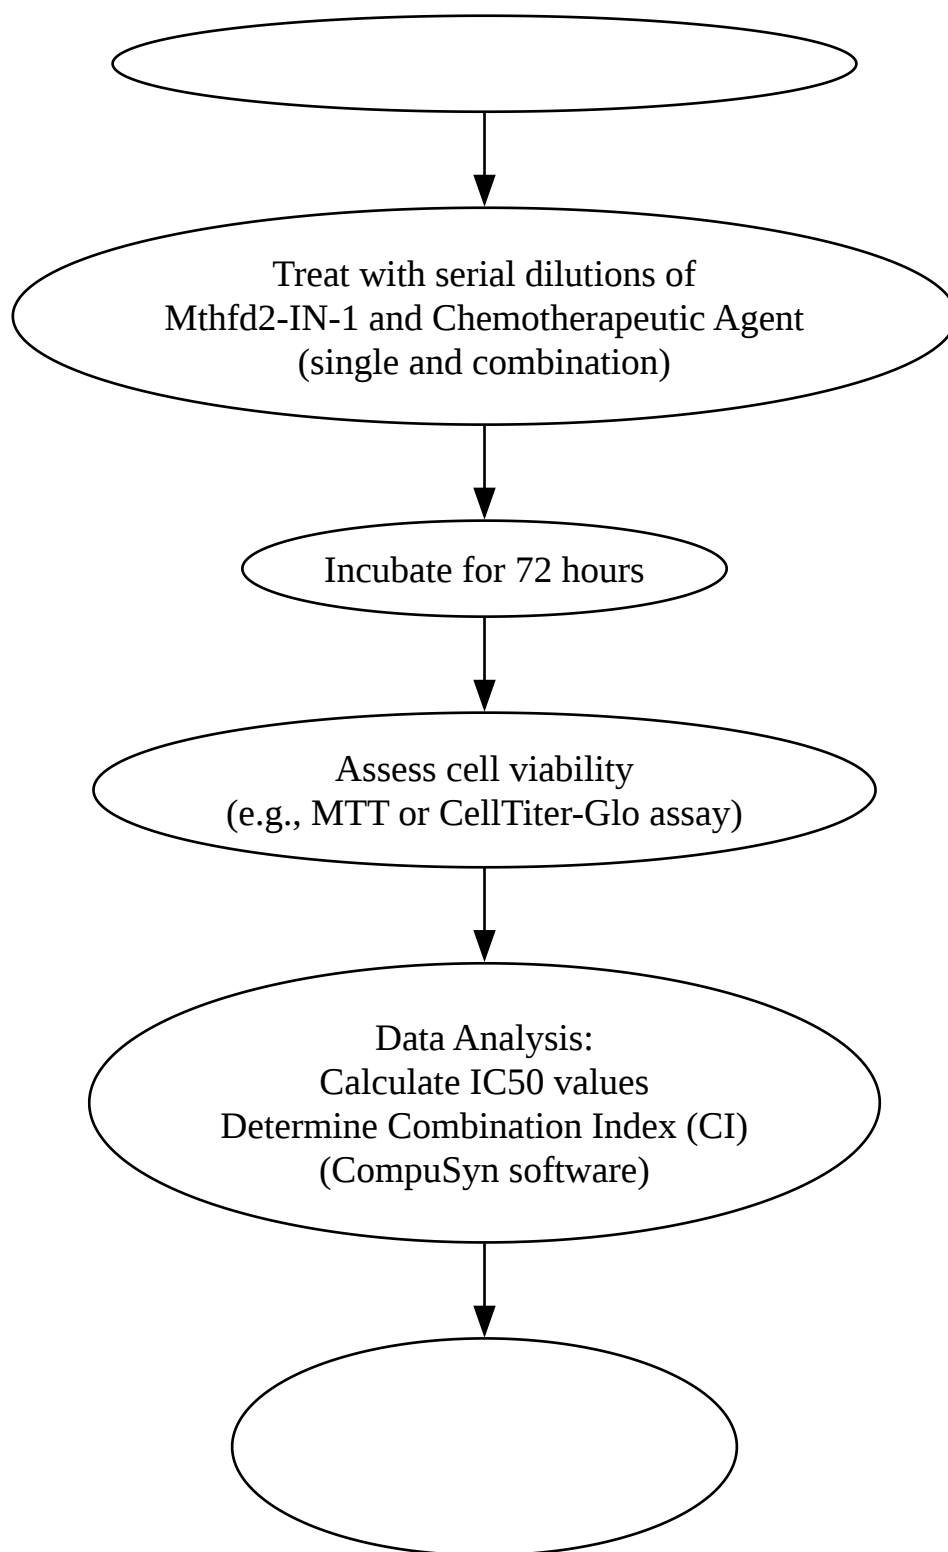 Treat with serial dilutions of
Mthfd2-IN-1 and Chemotherapeutic Agent
(single and combination)
Incubate for 72 hours
Assess cell viability
(e.g., MTT or CellTiter-Glo assay)
Data Analysis:
Calculate IC50 values
Determine Combination Index (CI)
(CompuSyn software)